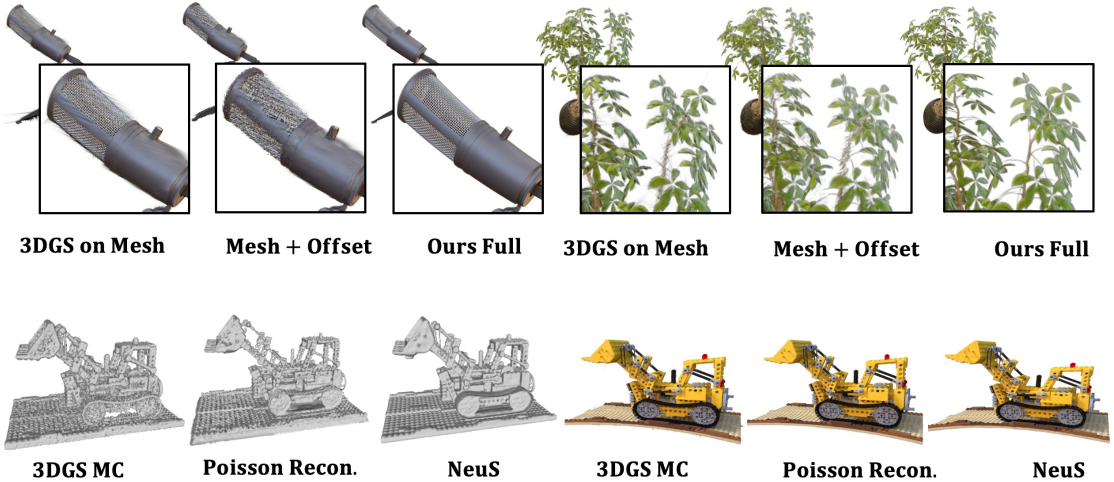 3DGS on Mesh
Mesh + Offset
Ours Full
3DGS on Mesh
Mesh + Offset
Ours Full
3DGS MC
Poisson Recon.
NeuS
3DGS MC
Poisson Recon.
NeuS